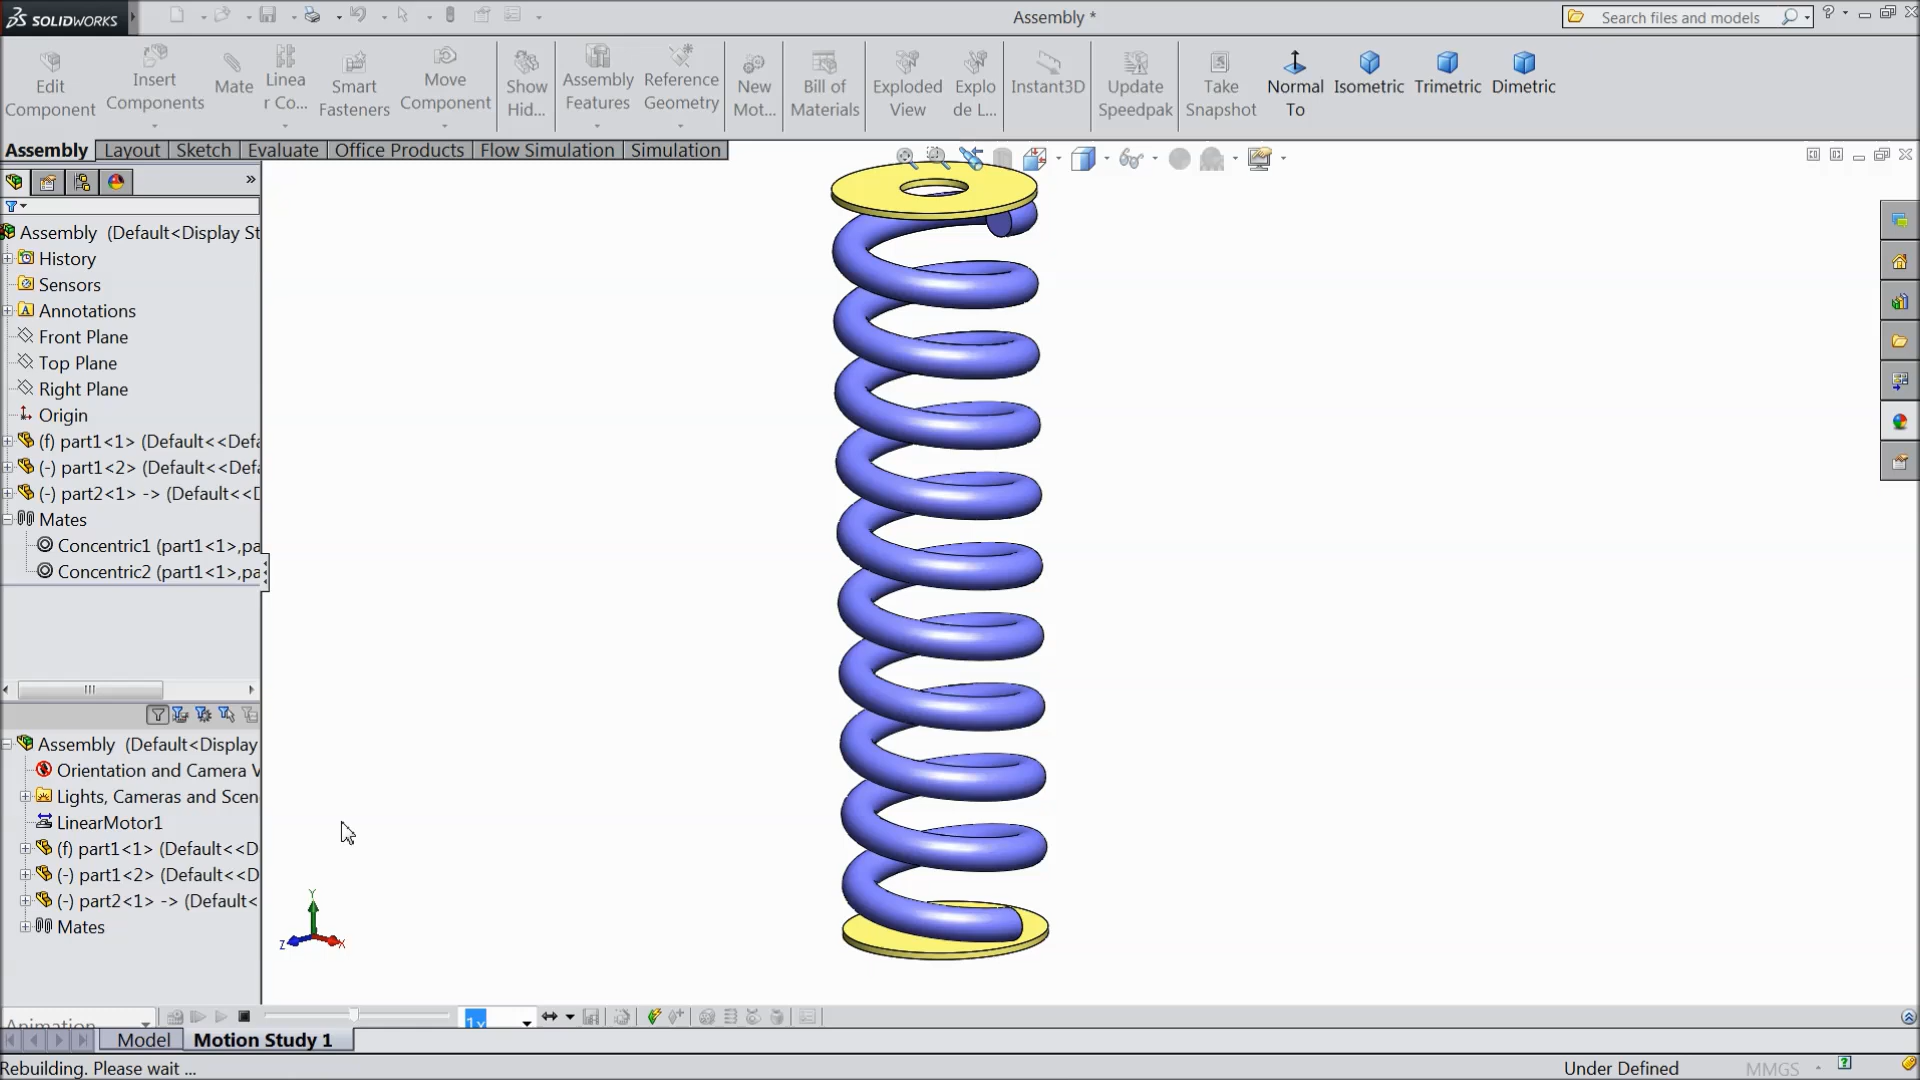 SOLIDWORKS
Assembly *
Search files and models
Edit
Component
Insert
Components
Mate
Linea
r Co...
Smart
Fasteners
Move
Component
Show
Hid...
Assembly
Features
Reference
Geometry
New
Mot...
Bill of
Materials
Exploded
View
Explo
de L...
Instant3D
Update
Speedpak
Take
Snapshot
Normal
To
Isometric
Trimetric
Dimetric
Assembly
Layout
Sketch
Evaluate
Office Products
Flow Simulation
Simulation
Assembly (Default<Display St
History
Sensors
Annotations
Front Plane
Top Plane
Right Plane
Origin
(f) part1<1> (Default<<Defa
(-) part1<2> (Default<<Defa
(-) part2<1> -> (Default<<D
Mates
Concentric1 (part1<1>,pa
Concentric2 (part1<1>,pa
Assembly (Default<Display
Orientation and Camera V
Lights, Cameras and Scen
LinearMotor1
(f) part1<1> (Default<<D
(-) part1<2> (Default<<D
(-) part2<1> -> (Default<
Mates
Y
Z
X
Animation
1x
Model
Motion Study 1
Rebuilding. Please wait ...
Under Defined
MMGS